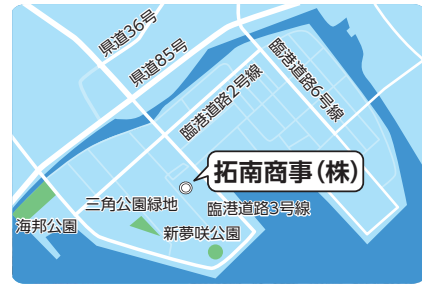 県道36号
県道85号
臨港道路2号線
臨港道路6号線
拓南商事(株)
三角公園緑地
臨港道路3号線
海邦公園
新夢咲公園